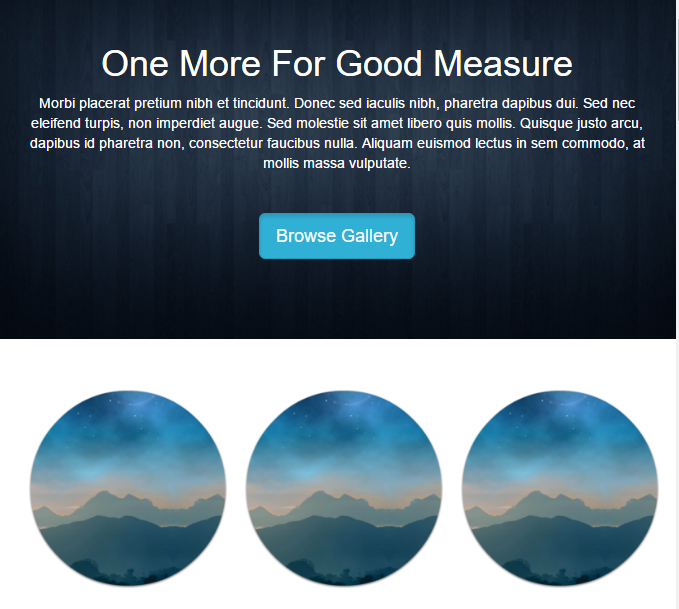 One More For Good Measure
Morbi placerat pretium nibh et tincidunt. Donec sed iaculis nibh, pharetra dapibus dui. Sed nec
eleifend turpis, non imperdiet augue. Sed molestie sit amet libero quis mollis. Quisque justo arcu,
dapibus id pharetra non, consectetur faucibus nulla. Aliquam euismod lectus in sem commodo, at
mollis massa vulputate.
Browse Gallery